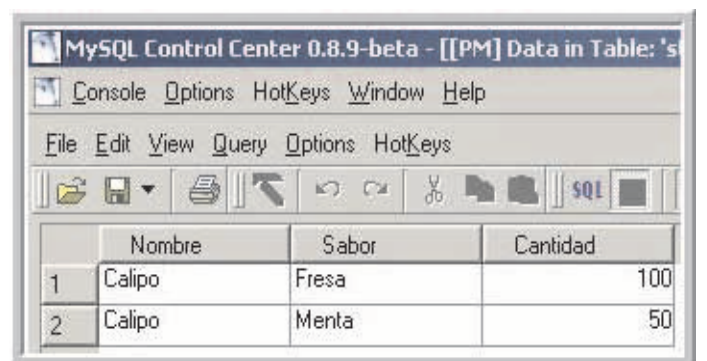 MySQL Control Center 0.8.9-beta - [[PM] Data in Table: 's
Console Options HotKeys Window Help
File Edit View Query Options HotKeys
SQL
Nombre Sabor Cantidad
1 Calipo Fresa 100
2 Calipo Menta 50